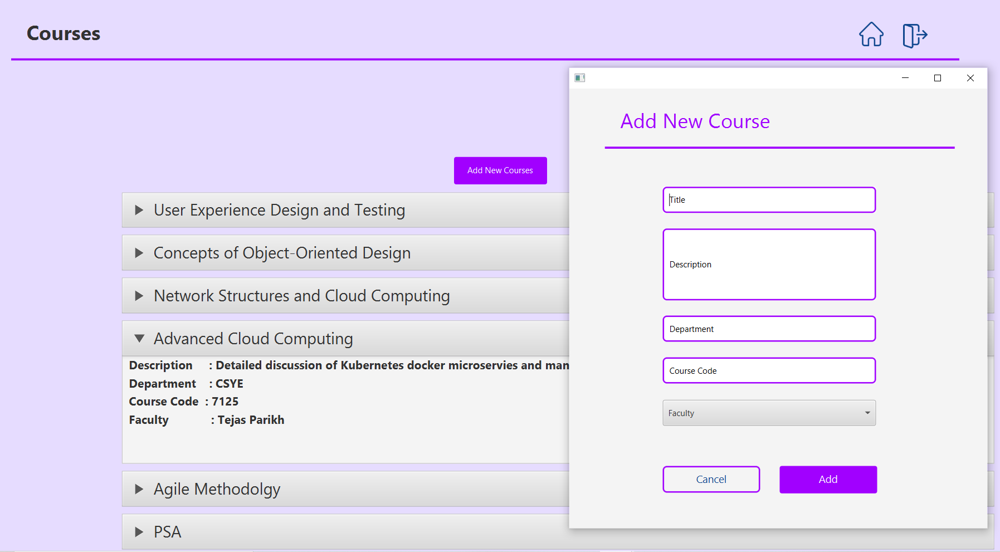 Courses
Add New Courses
User Experience Design and Testing
Concepts of Object-Oriented Design
Network Structures and Cloud Computing
Advanced Cloud Computing
Description : Detailed discussion of Kubernetes docker microservies and man
Department : CSYE
Course Code : 7125
Faculty : Tejas Parikh
Agile Methodolgy
PSA
Add New Course
Title
Description
Department
Course Code
Faculty
Cancel
Add